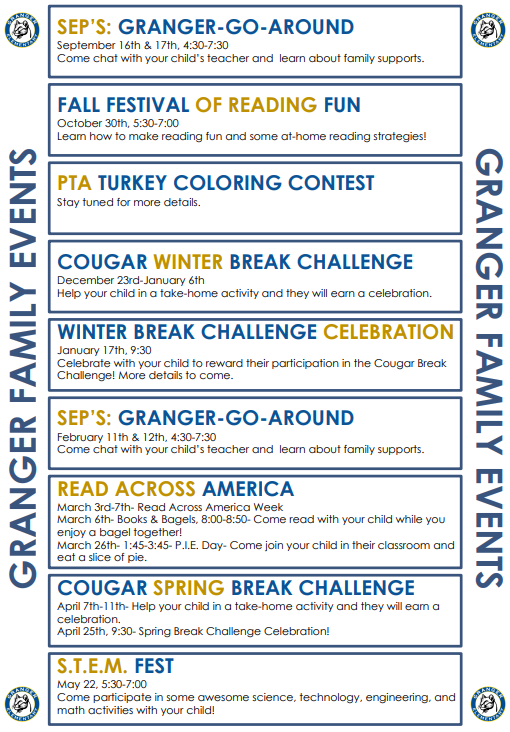 GRANGER ELEMENTARY
GRANGER ELEMENTARY
GRANGER FAMILY EVENTS
SEP'S: GRANGER-GO-AROUND
September 16th & 17th, 4:30-7:30
Come chat with your child's teacher and learn about family supports.
FALL FESTIVAL OF READING FUN
October 30th, 5:30-7:00
Learn how to make reading fun and some at-home reading strategies!
PTA TURKEY COLORING CONTEST
Stay tuned for more details.
COUGAR WINTER BREAK CHALLENGE
December 23rd-January 6th
Help your child in a take-home activity and they will earn a celebration.
WINTER BREAK CHALLENGE CELEBRATION
January 17th, 9:30
Celebrate with your child to reward their participation in the Cougar Break
Challenge! More details to come.
SEP'S: GRANGER-GO-AROUND
February 11th & 12th, 4:30-7:30
Come chat with your child's teacher and learn about family supports.
READ ACROSS AMERICA
March 3rd-7th- Read Across America Week
March 6th- Books & Bagels, 8:00-8:50- Come read with your child while you
enjoy a bagel together!
March 26th- 1:45-3:45- P.I.E. Day- Come join your child in their classroom and
eat a slice of pie.
COUGAR SPRING BREAK CHALLENGE
April 7th-11th- Help your child in a take-home activity and they will earn a
celebration.
April 25th, 9:30- Spring Break Challenge Celebration!
S.T.E.M. FEST
May 22, 5:30-7:00
Come participate in some awesome science, technology, engineering, and
math activities with your child!
GRANGER FAMILY EVENTS
GRANGER ELEMENTARY
GRANGER ELEMENTARY